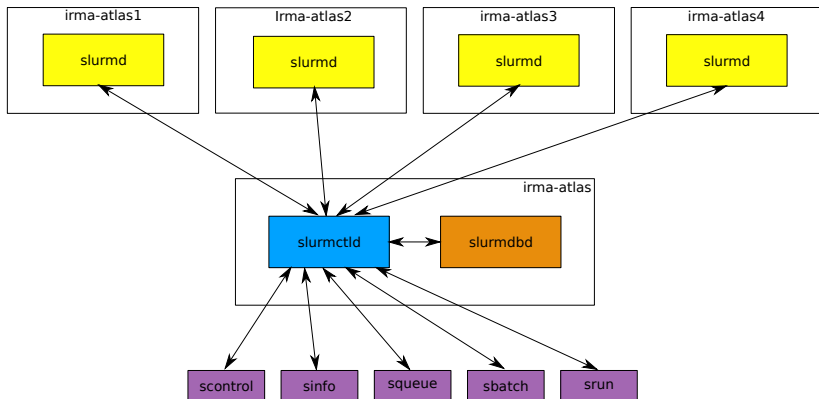 irma-atlas1
Irma-atlas2
irma-atlas3
irma-atlas4
slurmd
slurmd
slurmd
slurmd
irma-atlas
slurmctld
slurmdbd
scontrol
sinfo
squeue
sbatch
srun